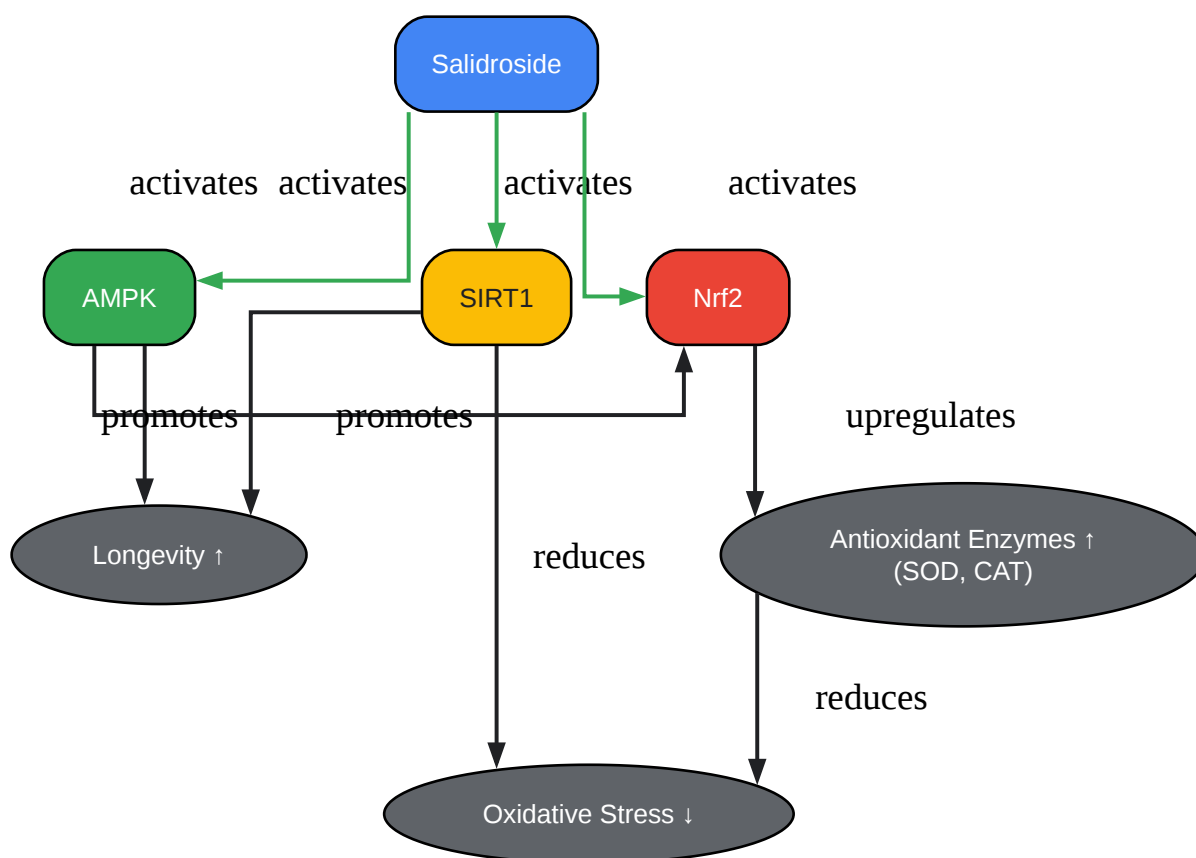 Salidroside
activates
activates
activates
activates
AMPK
SIRT1
Nrf2
promotes
promotes
upregulates
Longevity ↑
reduces
Antioxidant Enzymes ↑
(SOD, CAT)
reduces
Oxidative Stress ↓